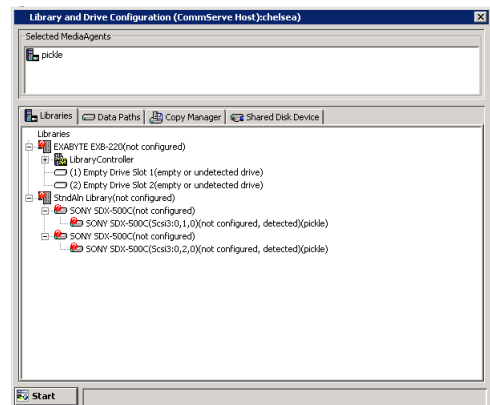 Library and Drive Configuration (CommServe Host):chelsea)
Selected MediaAgents
pickle
Libraries Data Paths Copy Manager Shared Disk Device
Libraries
EXABYTE EXB-220(not configured)
LibraryController
(1) Empty Drive Slot 1(empty or undetected drive)
(2) Empty Drive Slot 2(empty or undetected drive)
StndAln Library(not configured)
SONY SDX-500C(not configured)
SONY SDX-500C(Scsi3:0,1,0)(not configured, detected)(pickle)
SONY SDX-500C(not configured)
SONY SDX-500C(Scsi3:0,2,0)(not configured, detected)(pickle)
Start